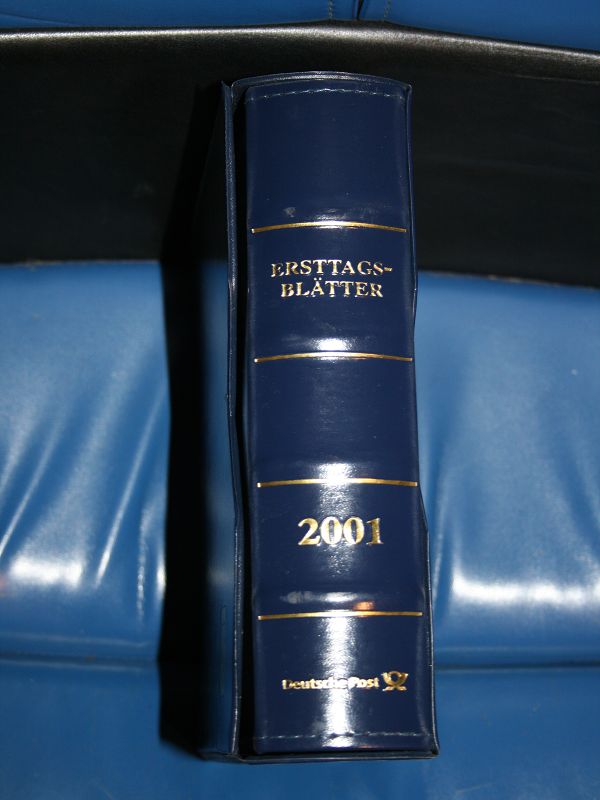 ERSTTAGS-
BLÄTTER
2001
Deutsche Post